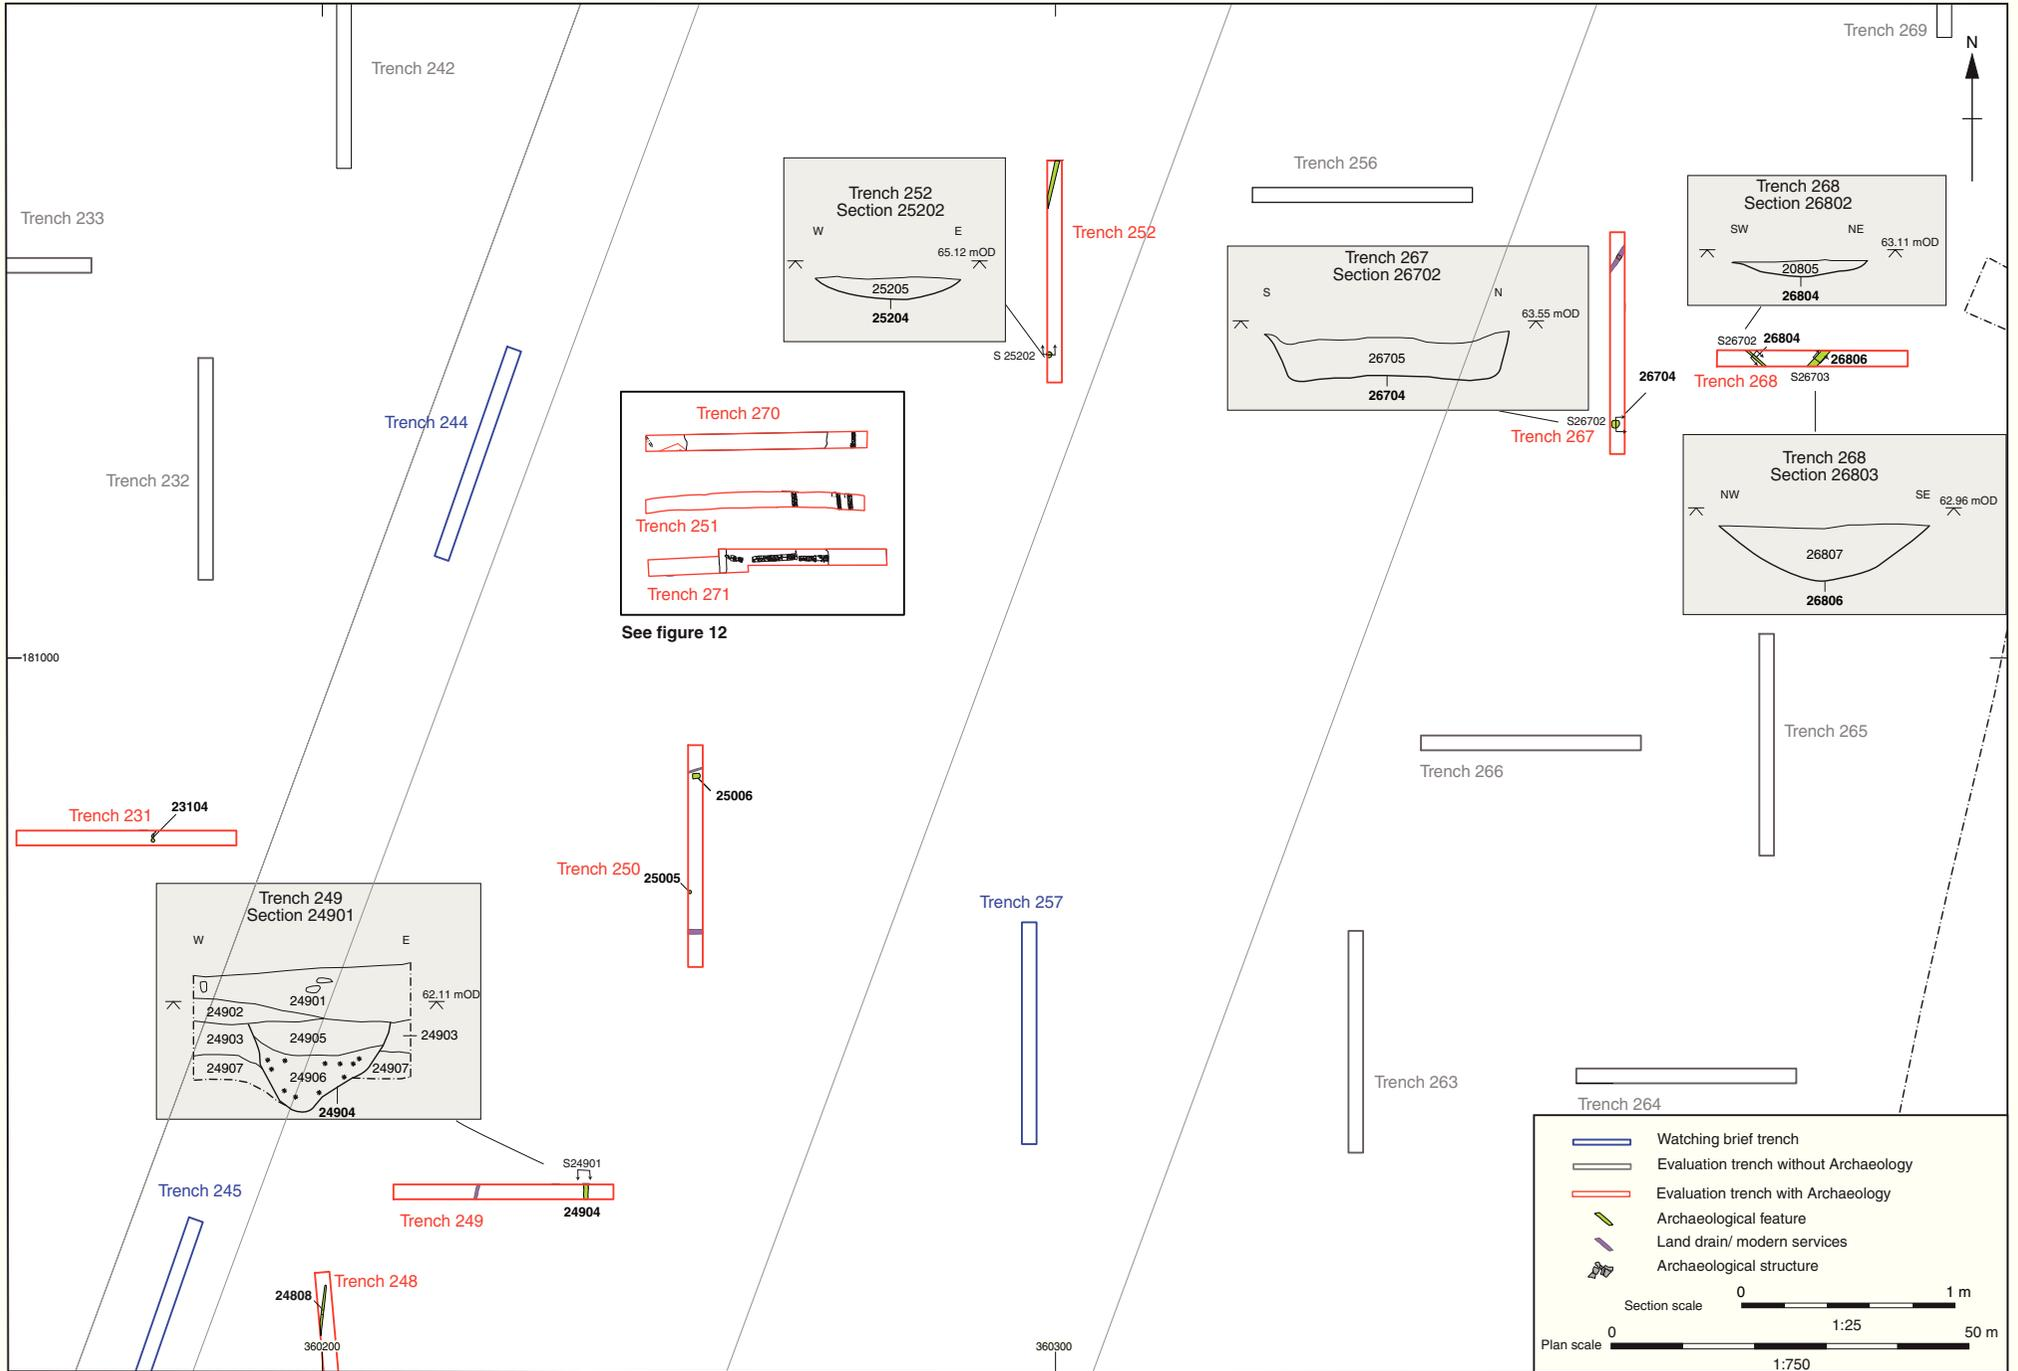 Trench 269
N
Trench 242
Trench 233
Trench 252
Section 25202
W
E
65.12 mOD
25205
25204
S 25202
Trench 252
Trench 256
Trench 267
Section 26702
S
N
63.55 mOD
26705
26704
S26702
26704
Trench 267
Trench 268
Section 26802
SW
NE
63.11 mOD
20805
26804
S26702
26804
26806
Trench 268
S26703
Trench 268
Section 26803
NW
SE
62.96 mOD
26807
26806
Trench 244
Trench 232
Trench 270
Trench 251
Trench 271
See figure 12
181000
Trench 265
Trench 266
25006
Trench 250
25005
Trench 231
23104
Trench 249
Section 24901
W
E
62.11 mOD
24901
24902
24903
24905
24903
24907
24906
24907
24904
Trench 257
Trench 263
Trench 264
S24901
Trench 249
24904
Trench 245
Trench 248
24808
360200
360300
Watching brief trench
Evaluation trench without Archaeology
Evaluation trench with Archaeology
Archaeological feature
Land drain/ modern services
Archaeological structure
0
1 m
Section scale
1:25
0
50 m
Plan scale
1:750